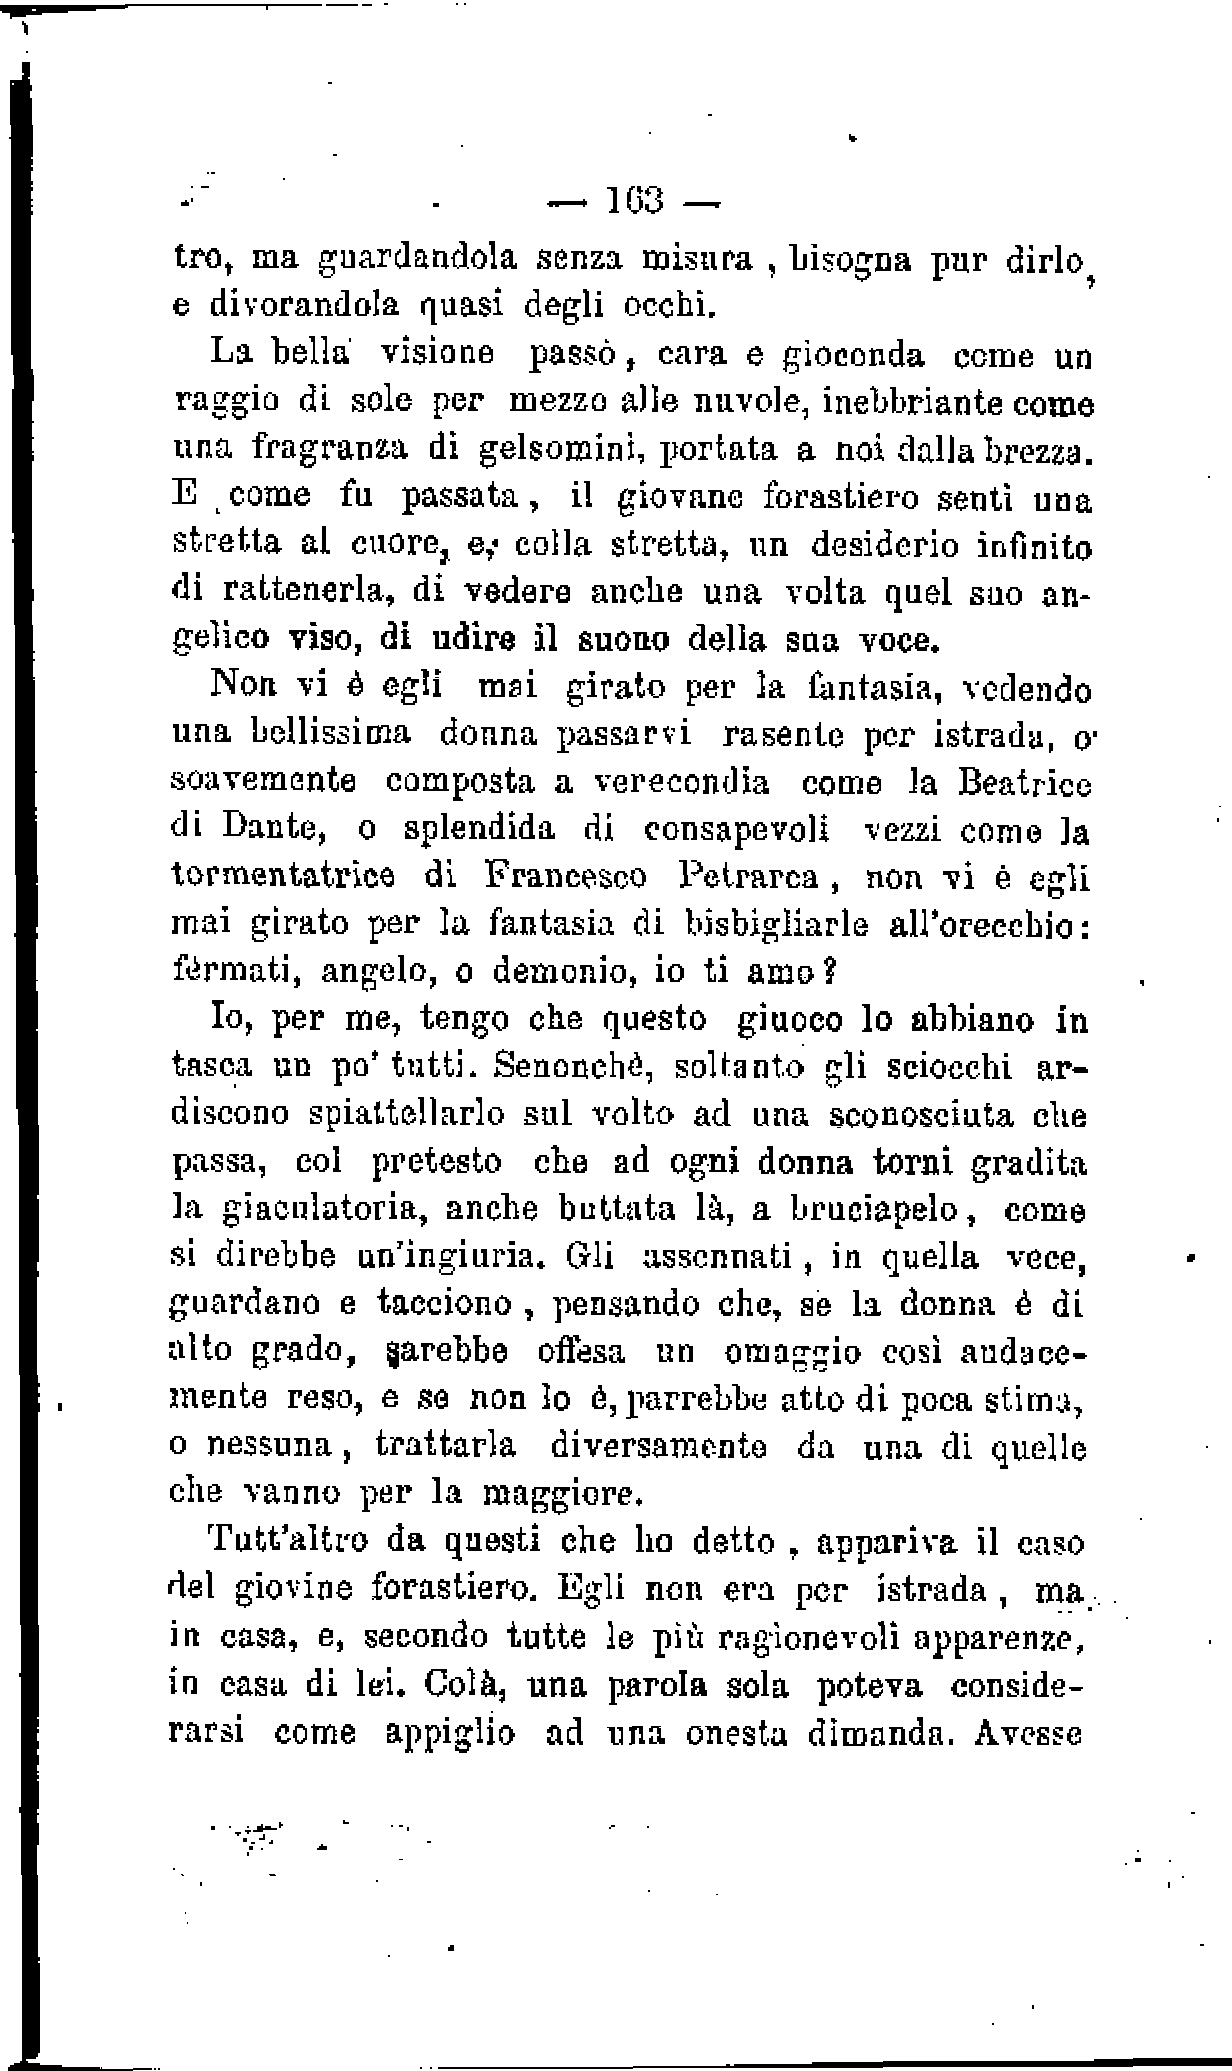 — 163 —
tro, ma guardandola senza misura , bisogna pur dirlo,
e divorandola quasi degli occhi.
La bella visione passò, cara e gioconda come un
raggio di sole per mezzo alle nuvole, inebbriante come
una fragranza di gelsomini, portata a noi dalla brezza.
E come fu passata, il giovane forastiero sentì una
stretta al cuore, e, colla stretta, un desiderio infinito
di rattenerla, di vedere anche una volta quel suo an-
gelico viso, di udire il suono della sua voce.
Non vi è egli mai girato per la fantasia, vedendo
una bellissima donna passarvi rasente per istrada, o
soavemente composta a verecondia come la Beatrice
di Dante, o splendida di consapevoli vezzi come la
tormentatrice di Francesco Petrarca, non vi è egli
mai girato per la fantasia di bisbigliarle all'orecchio:
fèrmati, angelo, o demonio, io ti amo?
Io, per me, tengo che questo giuoco lo abbiano in
tasca un po' tutti. Senonchè, soltanto gli sciocchi ar-
discono spiattellarlo sul volto ad una sconosciuta che
passa, col pretesto che ad ogni donna torni gradita
la giaculatoria, anche buttata là, a bruciapelo, come
si direbbe un'ingiuria. Gli assennati, in quella vece,
guardano e tacciono, pensando che, se la donna è di
alto grado, sarebbe offesa un omaggio così audace-
mente reso, e se non lo è, parrebbe atto di poca stima,
o nessuna, trattarla diversamente da una di quelle
che vanno per la maggiore.
Tutt'altro da questi che ho detto, appariva il caso
del giovine forastiero. Egli non era per istrada, ma
in casa, e, secondo tutte le più ragionevoli apparenze,
in casa di lei. Colà, una parola sola poteva conside-
rarsi come appiglio ad una onesta dimanda. Avesse